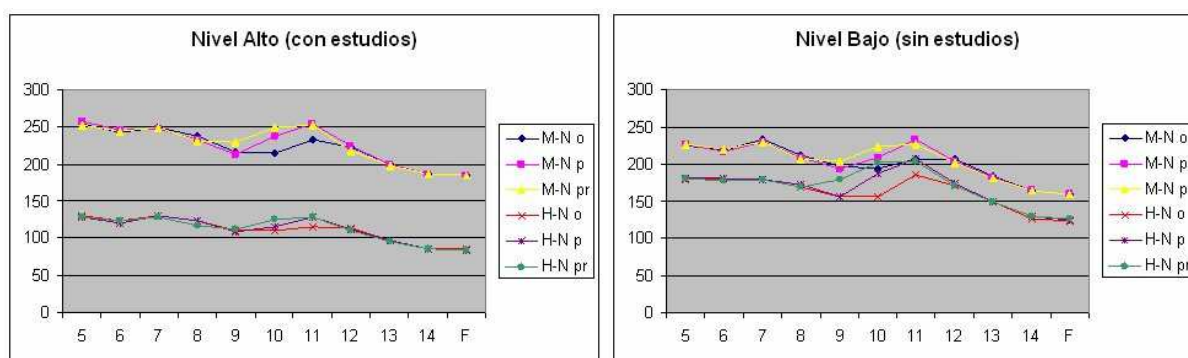 Nivel Alto (con estudios)
300
250
200
150
100
50
0
5 6 7 8 9 10 11 12 13 14 F
M-N o
M-N p
M-N pr
H-N o
H-N p
H-N pr
Nivel Bajo (sin estudios)
300
250
200
150
100
50
0
5 6 7 8 9 10 11 12 13 14 F
M-N o
M-N p
M-N pr
H-N o
H-N p
H-N pr